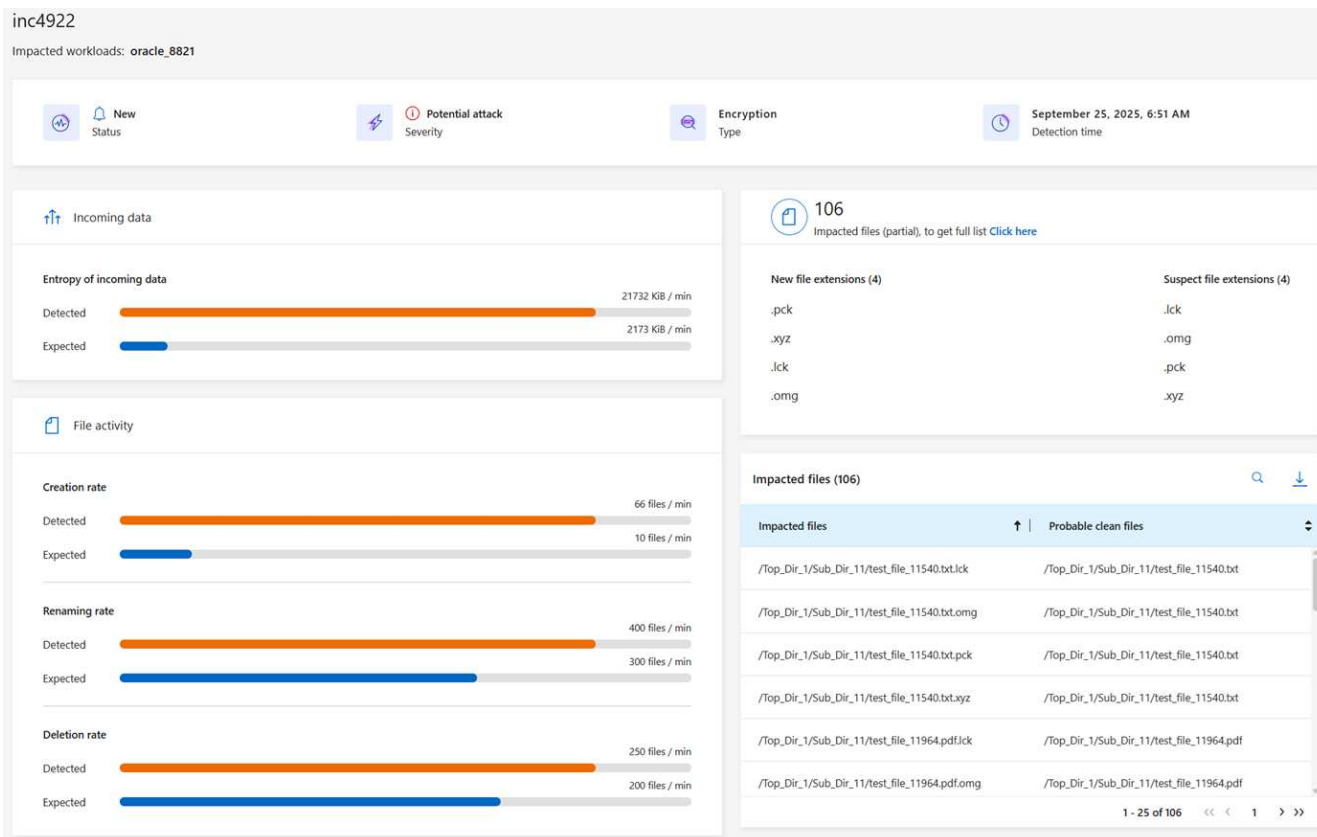 inc4922
Impacted workloads: oracle_8821
New
Status
Potential attack
Severity
Encryption
Type
September 25, 2025, 6:51 AM
Detection time
Incoming data
Entropy of incoming data
21732 KiB / min
Detected
2173 KiB / min
Expected
File activity
Creation rate
66 files / min
Detected
10 files / min
Expected
Renaming rate
400 files / min
Detected
300 files / min
Expected
Deletion rate
250 files / min
Detected
200 files / min
Expected
106
Impacted files (partial), to get full list Click here
New file extensions (4) Suspect file extensions (4)
.pck .lck
.xyz .omg
.lck .pck
.omg .xyz
Impacted files (106)
Impacted files Probable clean files
/Top_Dir_1/Sub_Dir_11/test_file_11540.txt.lck /Top_Dir_1/Sub_Dir_11/test_file_11540.txt
/Top_Dir_1/Sub_Dir_11/test_file_11540.txt.omg /Top_Dir_1/Sub_Dir_11/test_file_11540.txt
/Top_Dir_1/Sub_Dir_11/test_file_11540.txt.pck /Top_Dir_1/Sub_Dir_11/test_file_11540.txt
/Top_Dir_1/Sub_Dir_11/test_file_11540.txt.xyz /Top_Dir_1/Sub_Dir_11/test_file_11540.txt
/Top_Dir_1/Sub_Dir_11/test_file_11964.pdf.lck /Top_Dir_1/Sub_Dir_11/test_file_11964.pdf
/Top_Dir_1/Sub_Dir_11/test_file_11964.pdf.omg /Top_Dir_1/Sub_Dir_11/test_file_11964.pdf
1 - 25 of 106 << < 1 > >>